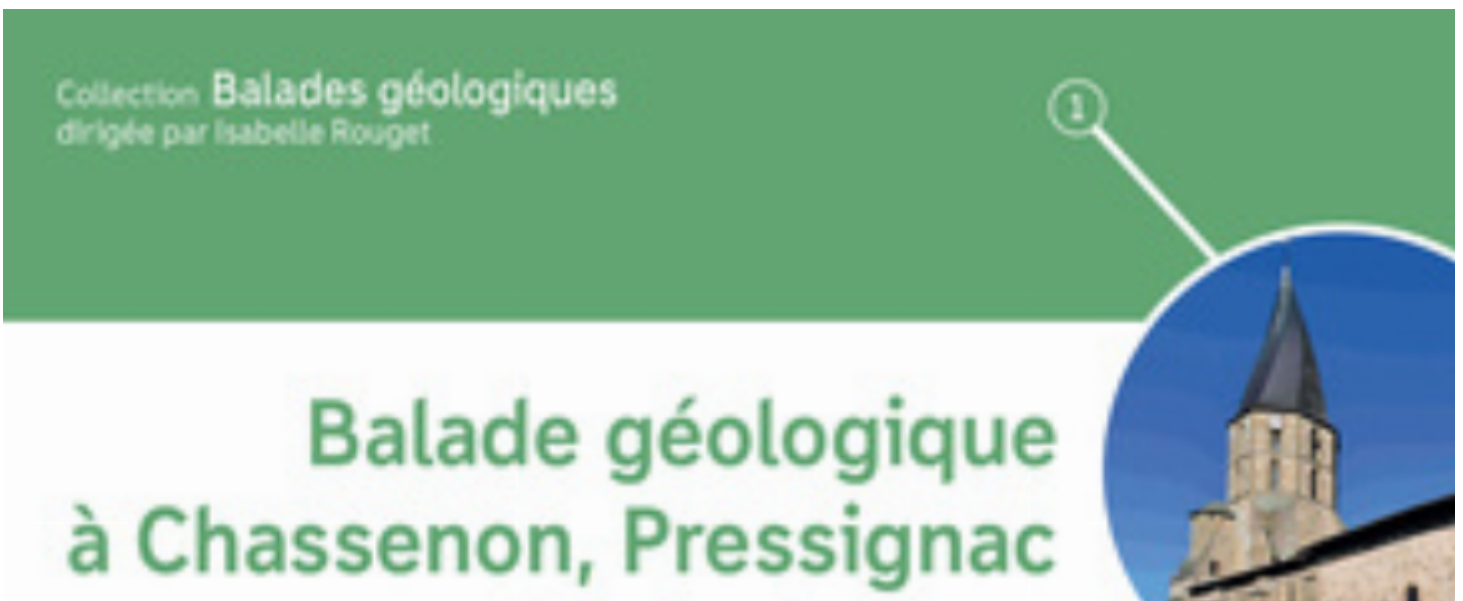 Collection Balades géologiques
dirigée par Isabelle Rouget
1
Balade géologique
à Chassenon, Pressignac